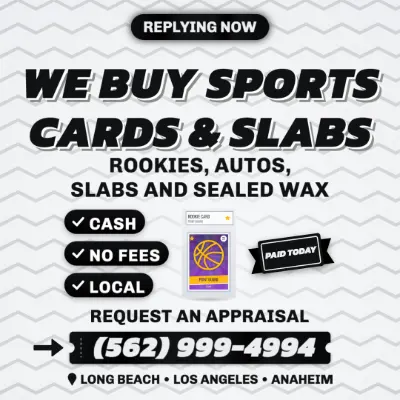 REPLYING NOW
WE BUY SPORTS
CARDS & SLABS
ROOKIES, AUTOS,
SLABS AND SEALED WAX
CASH
NO FEES
LOCAL
ROOKIE CARD
PAID TODAY
REQUEST AN APPRAISAL
(562) 999-4994
LONG BEACH • LOS ANGELES • ANAHEIM